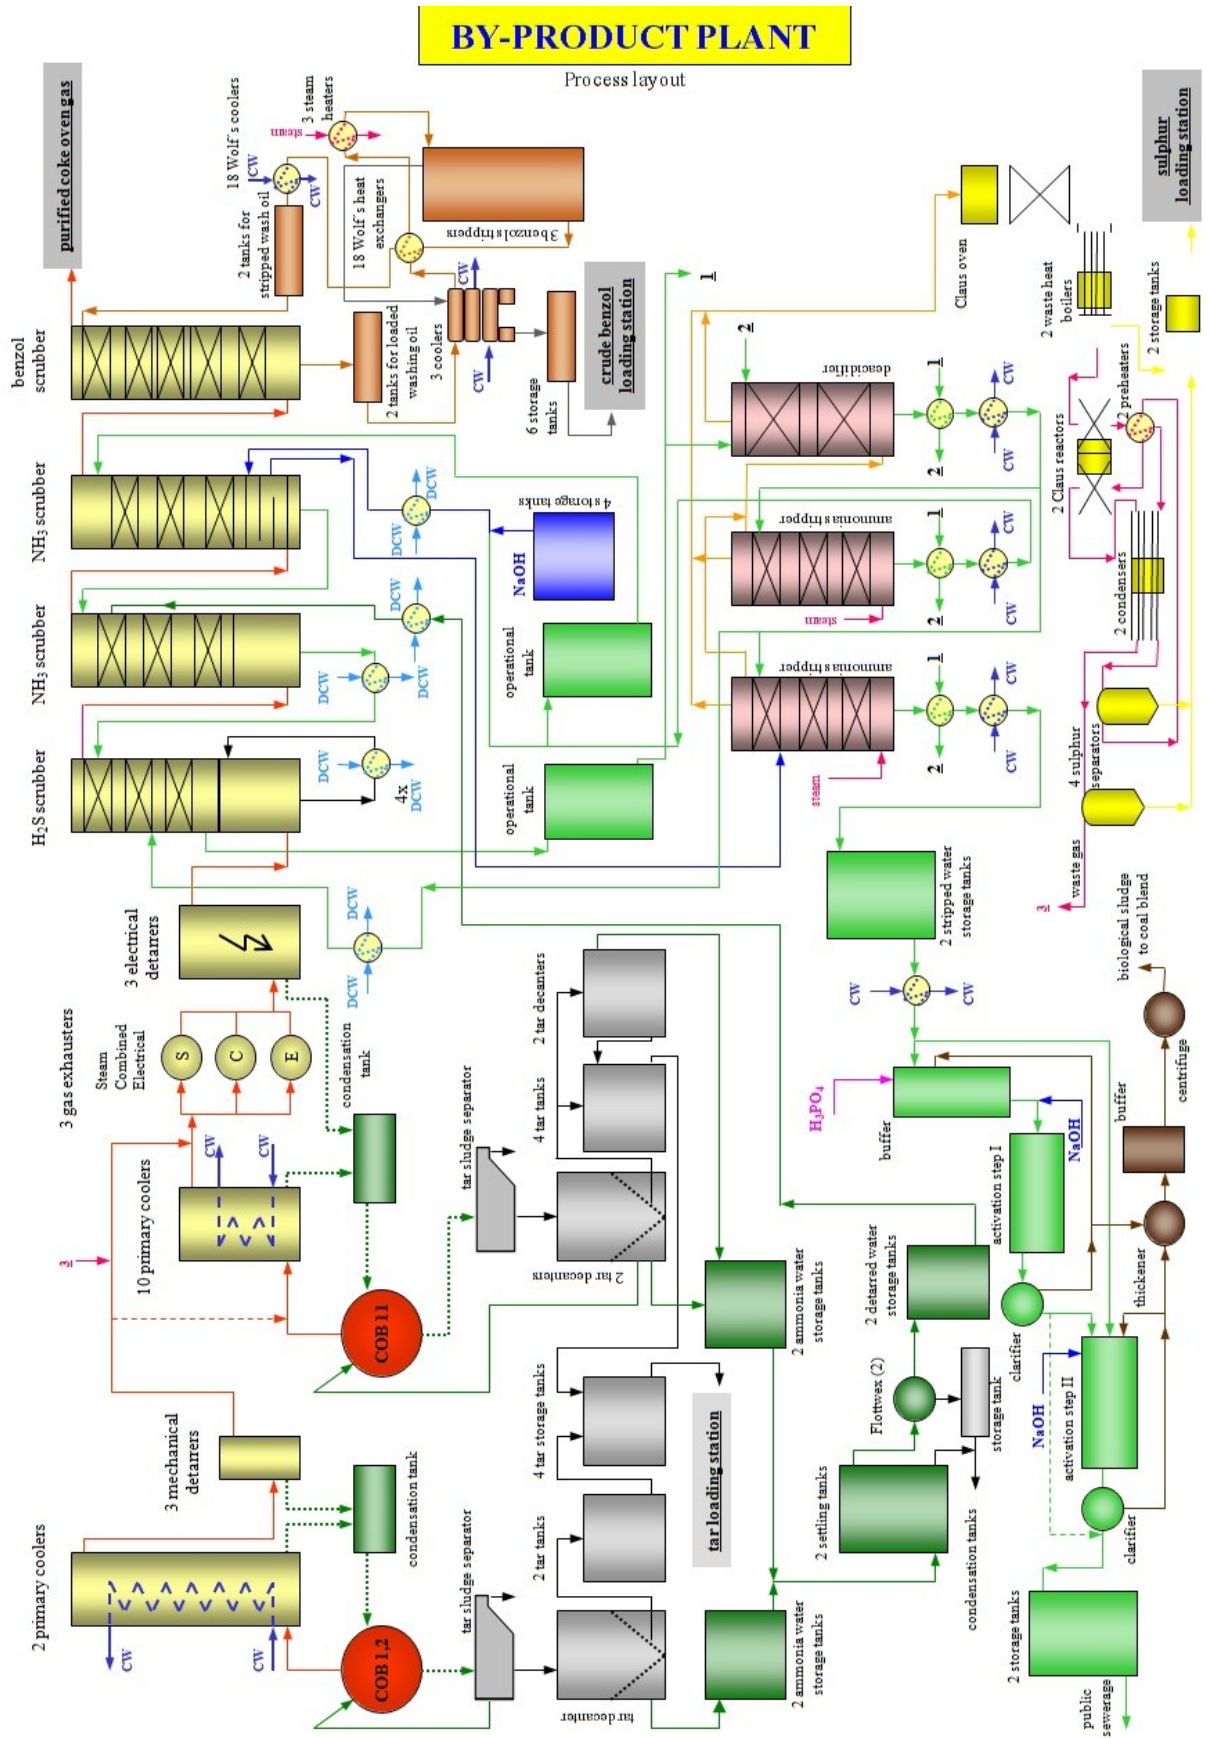 BY-PRODUCT PLANT
Process layout
purified coke oven gas
18 Wolf´s coolers
CW
CW
3 steam
heaters
steam
2 tanks for
stripped wash oil
18 Wolf´s heat
exchangers
3 benzol strippers
sulphur
loading station
benzol
scrubber
2 tanks for loaded
washing oil
3 coolers
CW
CW
6 storage
tanks
crude benzol
loading station
1
2
deacidifier
Claus oven
2 waste heat
boilers
2 storage tanks
NH3 scrubber
DCW
DCW
4 storage tanks
NaOH
ammonia stripper
steam
1
2
CW
CW
2 Claus reactors
2 preheaters
NH3 scrubber
DCW
DCW
DCW
DCW
operational
tank
ammonia stripper
1
2
CW
CW
2 condensers
H2S scrubber
DCW
4x
DCW
operational
tank
steam
1
2
CW
CW
4 sulphur
separators
waste gas
3
3 electrical
detarrers
DCW
DCW
2 stripped water
storage tanks
CW
CW
biological sludge
to coal blend
3 gas exhausters
Steam
Combined
Electrical
S
C
E
condensation
tank
2 tar decanters
4 tar tanks
tar sludge separator
H3PO4
buffer
NaOH
buffer
centrifuge
10 primary coolers
CW
CW
3
COB 11
2 tar decanters
2 ammonia water
storage tanks
2 detarred water
storage tanks
activation step I
clarifier
thickener
3 mechanical
detarrers
condensation tank
4 tar storage tanks
tar loading station
Flottwex (2)
storage tank
NaOH
activation step II
2 primary coolers
CW
CW
COB 1,2
tar sludge separator
2 tar tanks
tar decanter
2 ammonia water
storage tanks
2 settling tanks
condensation tanks
clarifier
2 storage tanks
public
sewerage